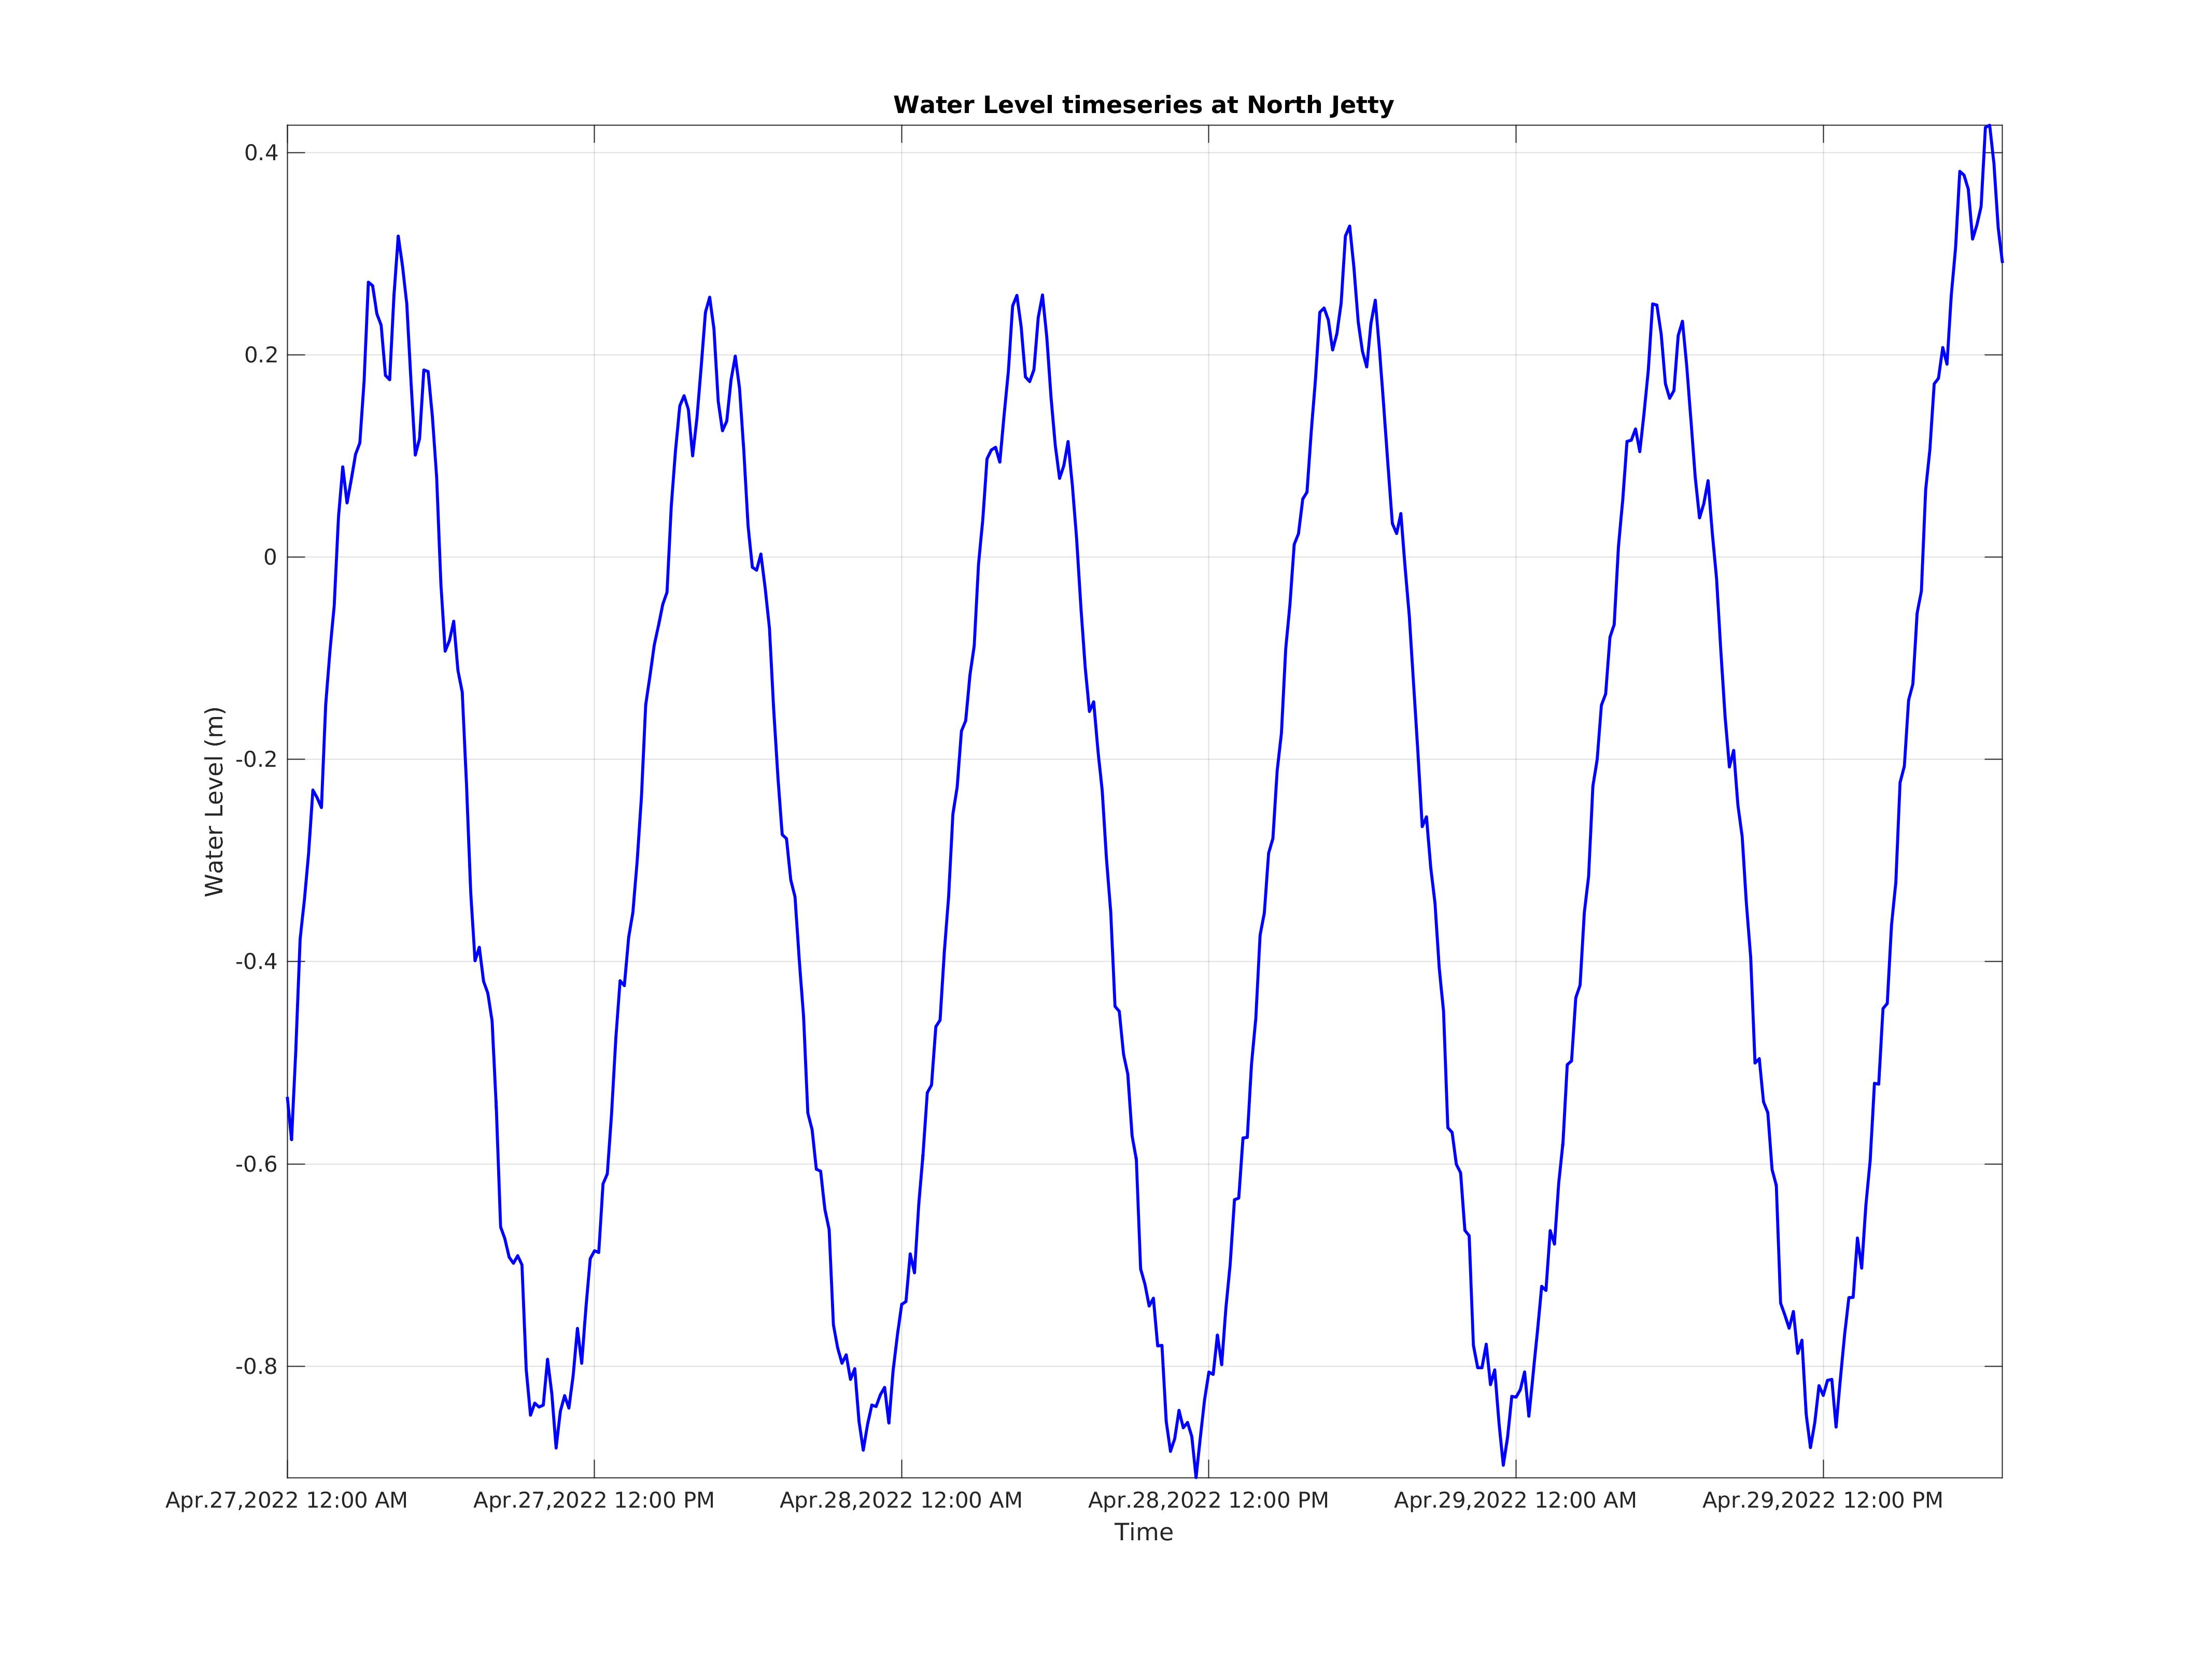 Water Level timeseries at North Jetty
0.4
0.2
0
-0.2
-0.4
-0.6
-0.8
Water Level (m)
Apr.27,2022 12:00 AM
Apr.27,2022 12:00 PM
Apr.28,2022 12:00 AM
Apr.28,2022 12:00 PM
Apr.29,2022 12:00 AM
Apr.29,2022 12:00 PM
Time